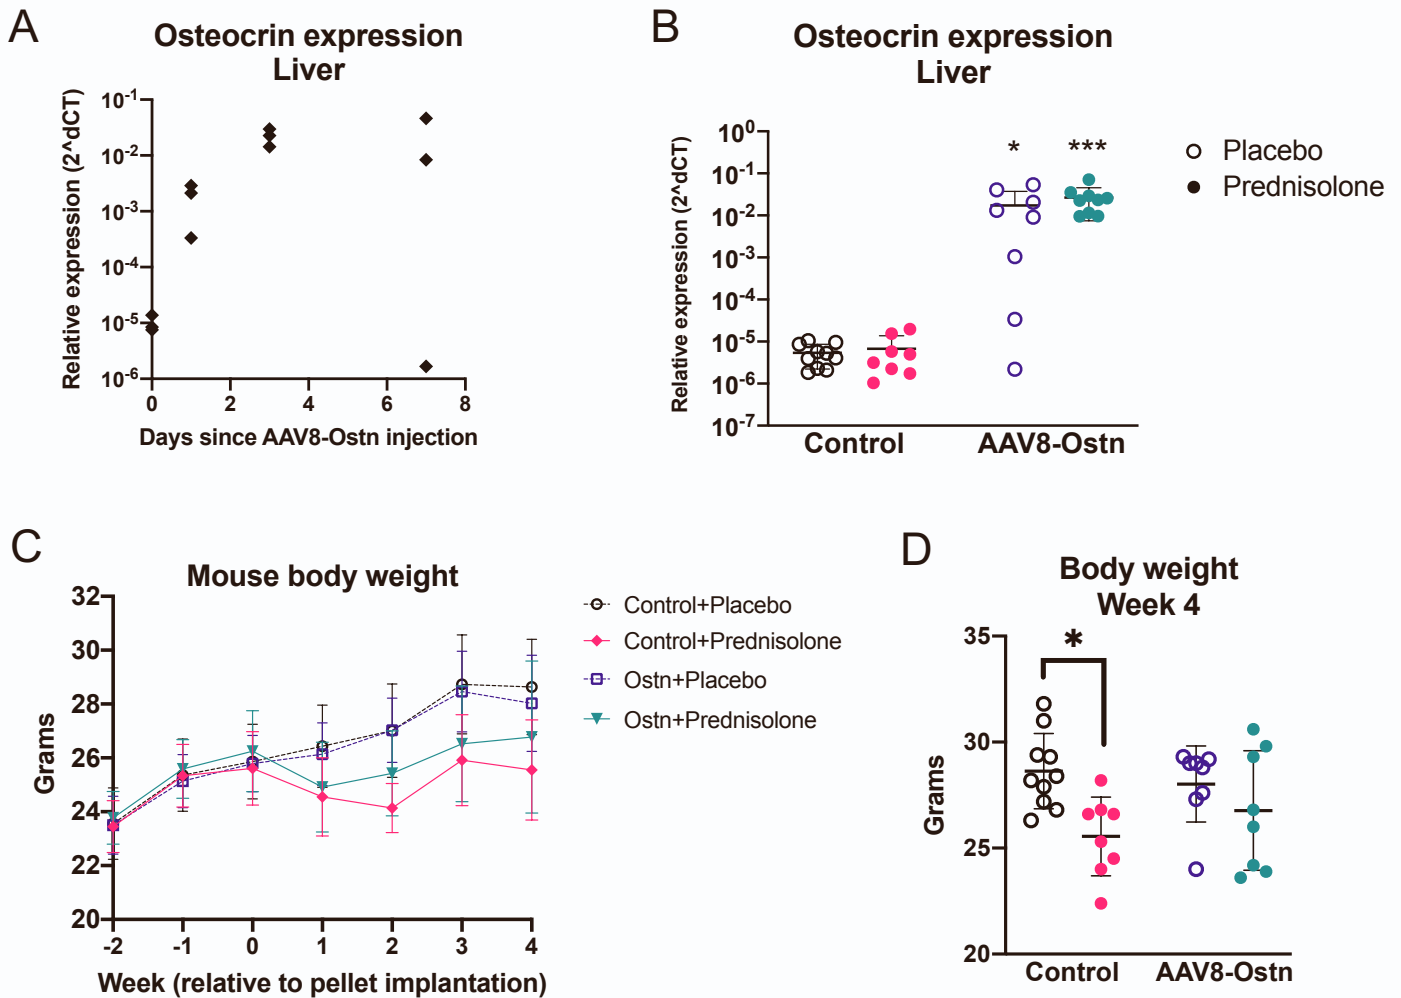 A
Osteocrin expression
Liver
Relative expression (2^dCT)
10-1
10-2
10-3
10-4
10-5
10-6
0
2
4
6
8
Days since AAV8-Ostn injection
B
Osteocrin expression
Liver
Relative expression (2^dCT)
100
10-1
10-2
10-3
10-4
10-5
10-6
10-7
*
***
Control
AAV8-Ostn
Placebo
Prednisolone
C
Mouse body weight
Grams
32
30
28
26
24
22
20
-2
-1
0
1
2
3
4
Week (relative to pellet implantation)
Control+Placebo
Control+Prednisolone
Ostn+Placebo
Ostn+Prednisolone
D
Body weight
Week 4
Grams
35
30
25
20
*
Control
AAV8-Ostn